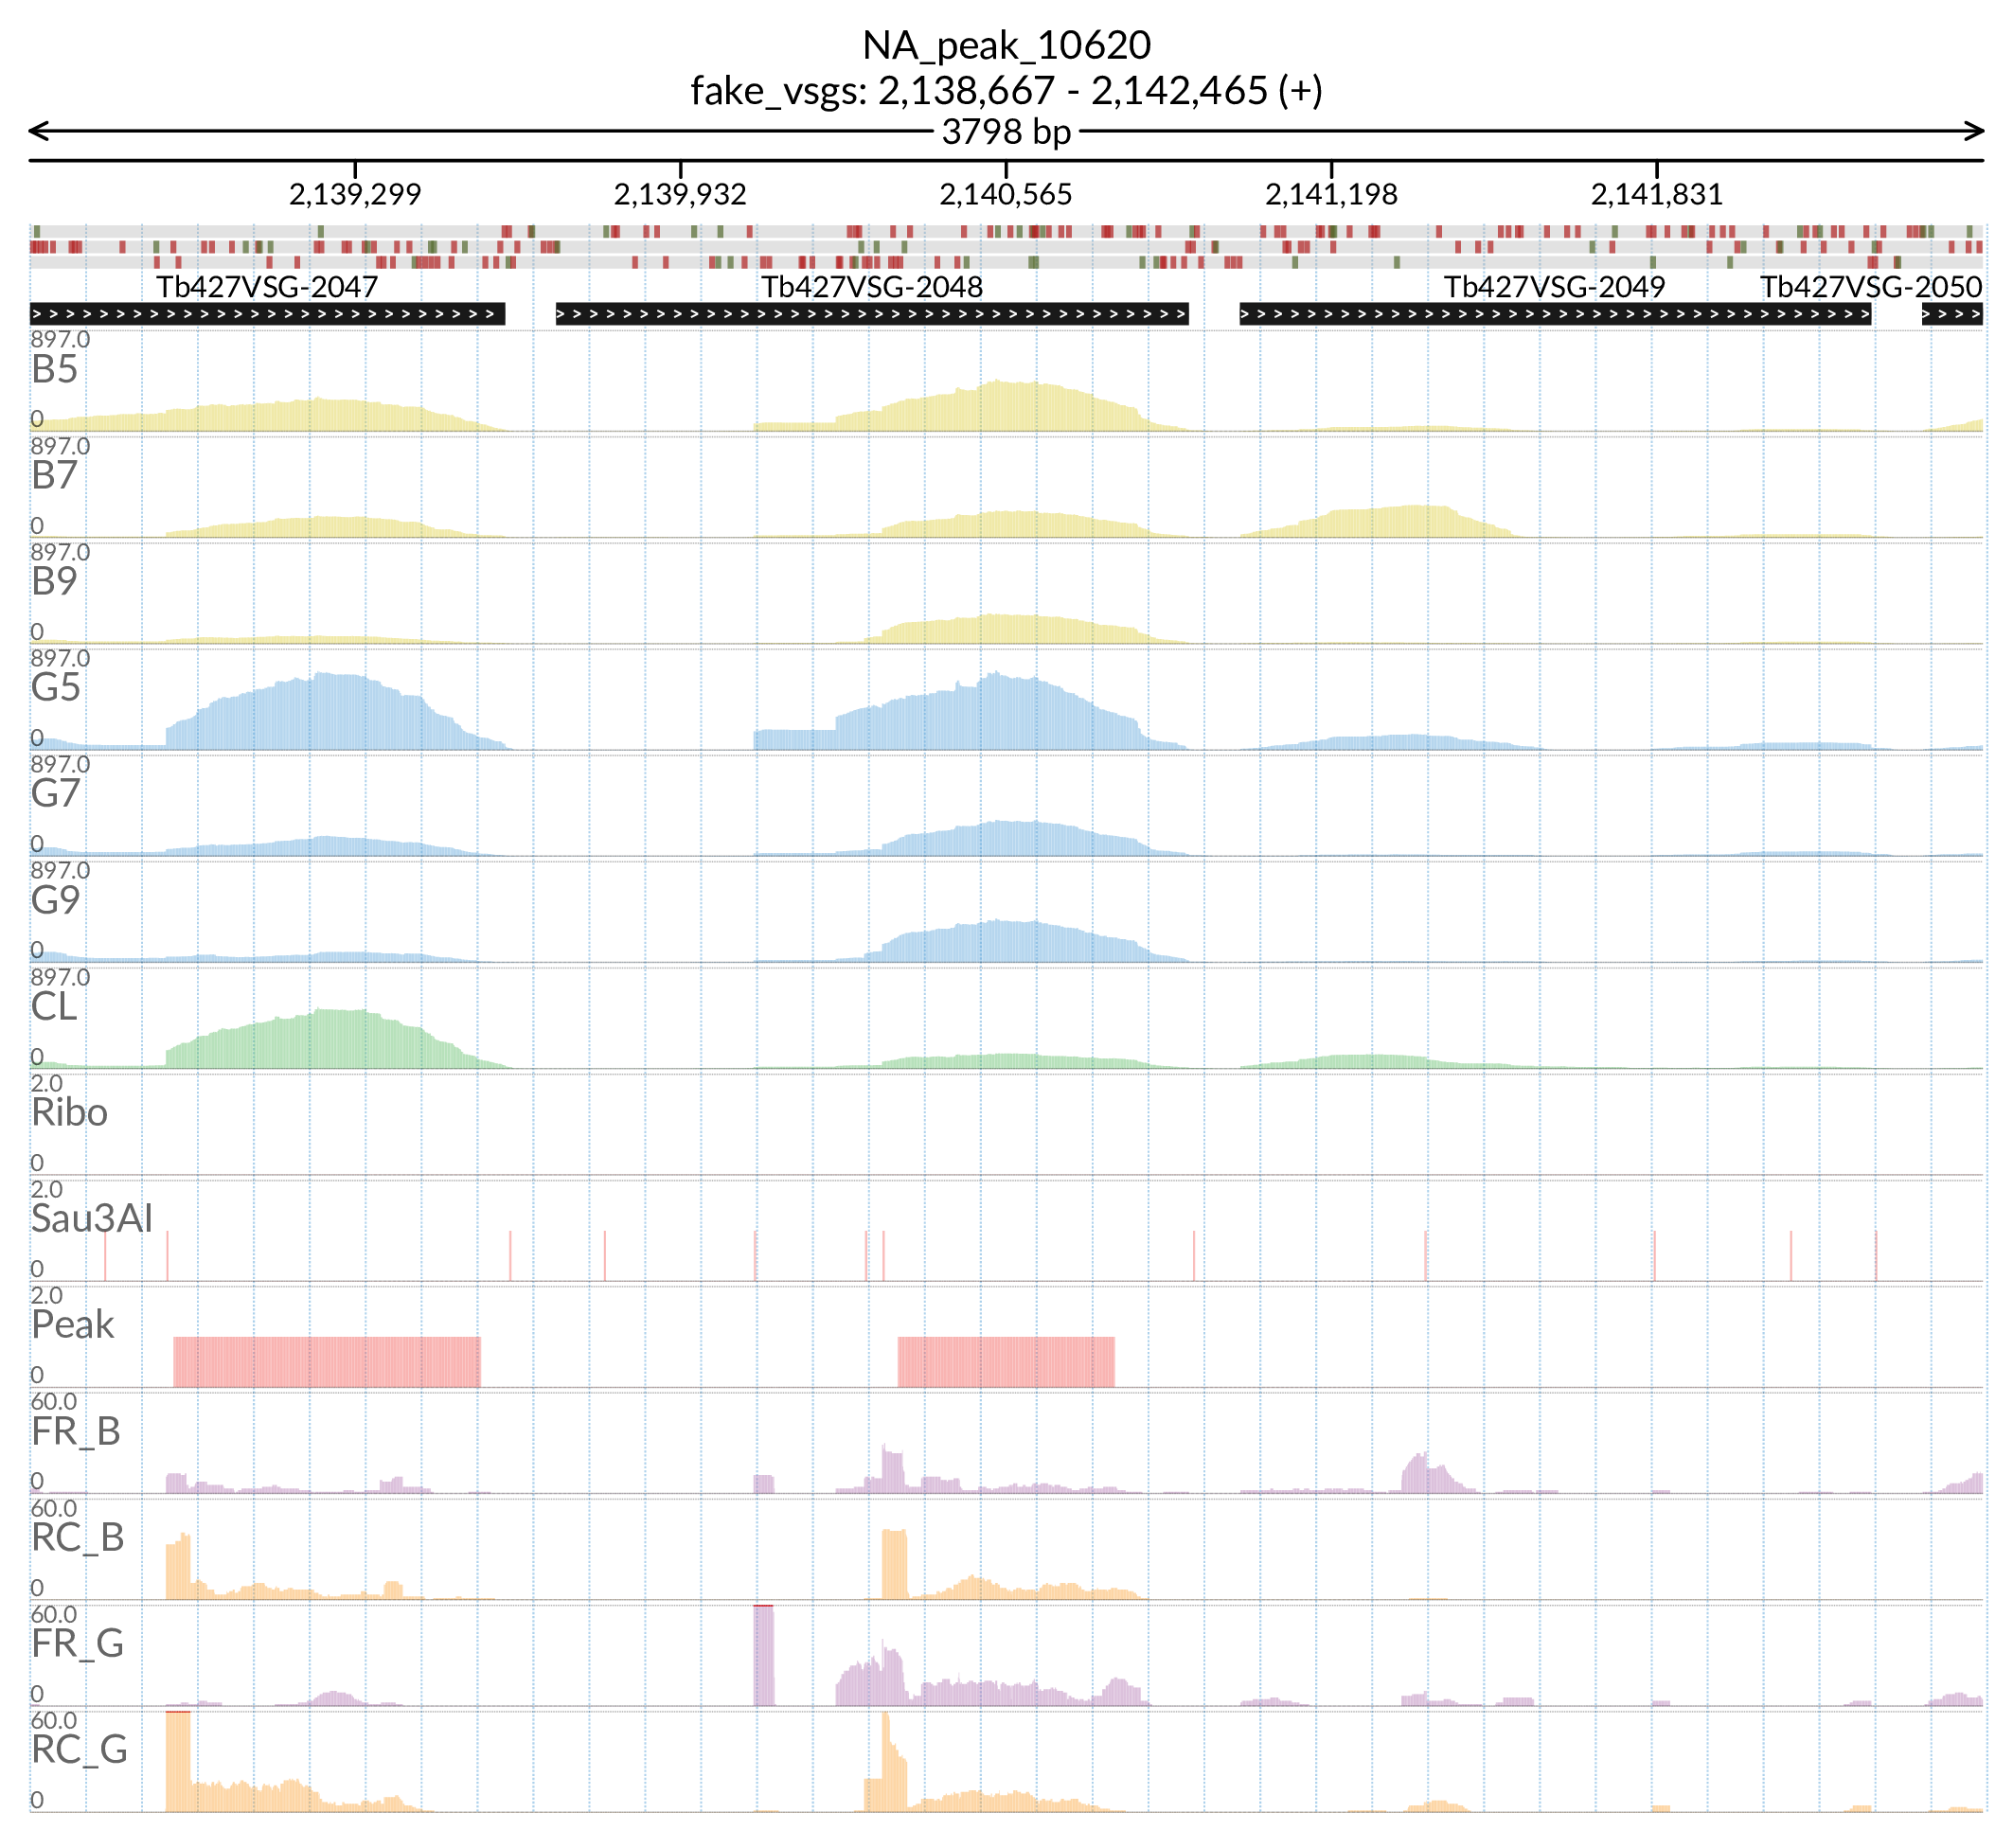 NA_peak_10620
fake_vsgs: 2,138,667 - 2,142,465 (+)
3798 bp
2,139,299 2,139,932 2,140,565 2,141,198 2,141,831
Tb427VSG-2047 Tb427VSG-2048 Tb427VSG-2049 Tb427VSG-2050
897.0
B5
0
897.0
B7
0
897.0
B9
0
897.0
G5
0
897.0
G7
0
897.0
G9
0
897.0
CL
0
2.0
Ribo
0
2.0
Sau3AI
0
2.0
Peak
0
60.0
FR_B
0
60.0
RC_B
0
60.0
FR_G
0
60.0
RC_G
0